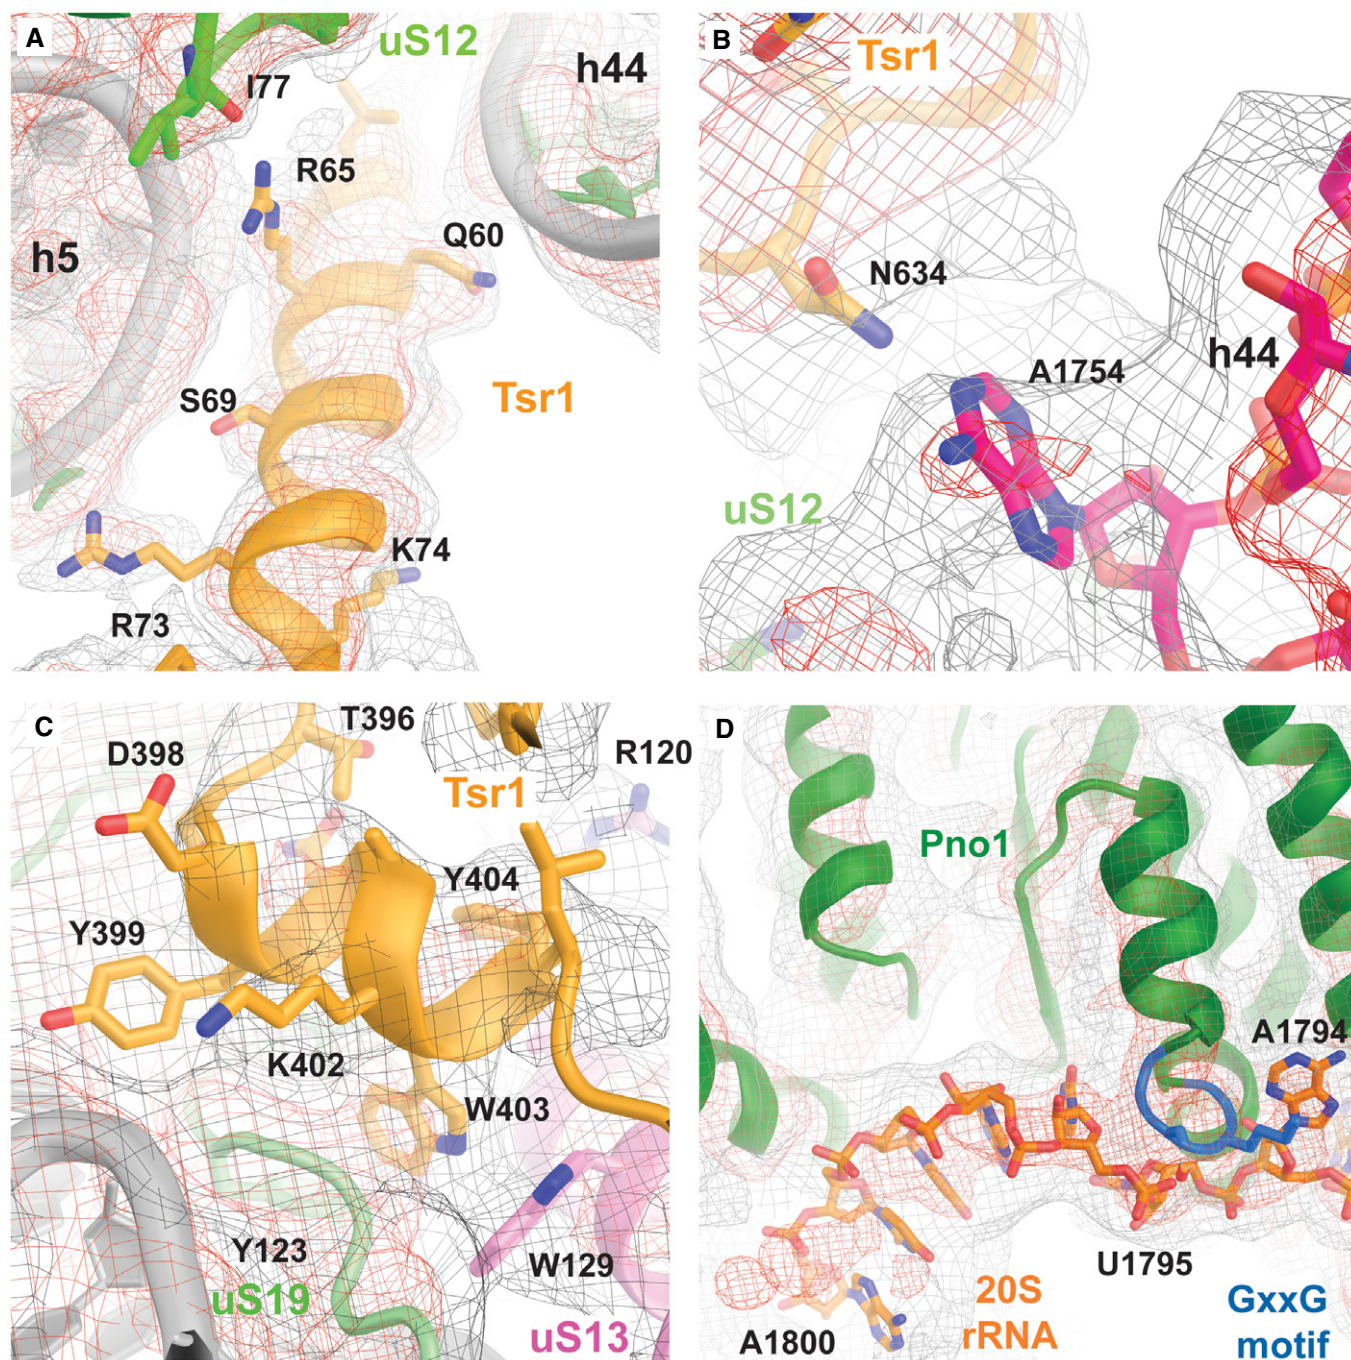 A
uS12
I77
h44
R65
Q60
h5
S69
Tsr1
K74
R73
B
Tsr1
N634
A1754
h44
uS12
C
T396
D398
R120
Tsr1
Y404
Y399
K402
W403
Y123
uS19
W129
uS13
D
Pno1
A1794
U1795
20S
rRNA
GxxG
motif
A1800